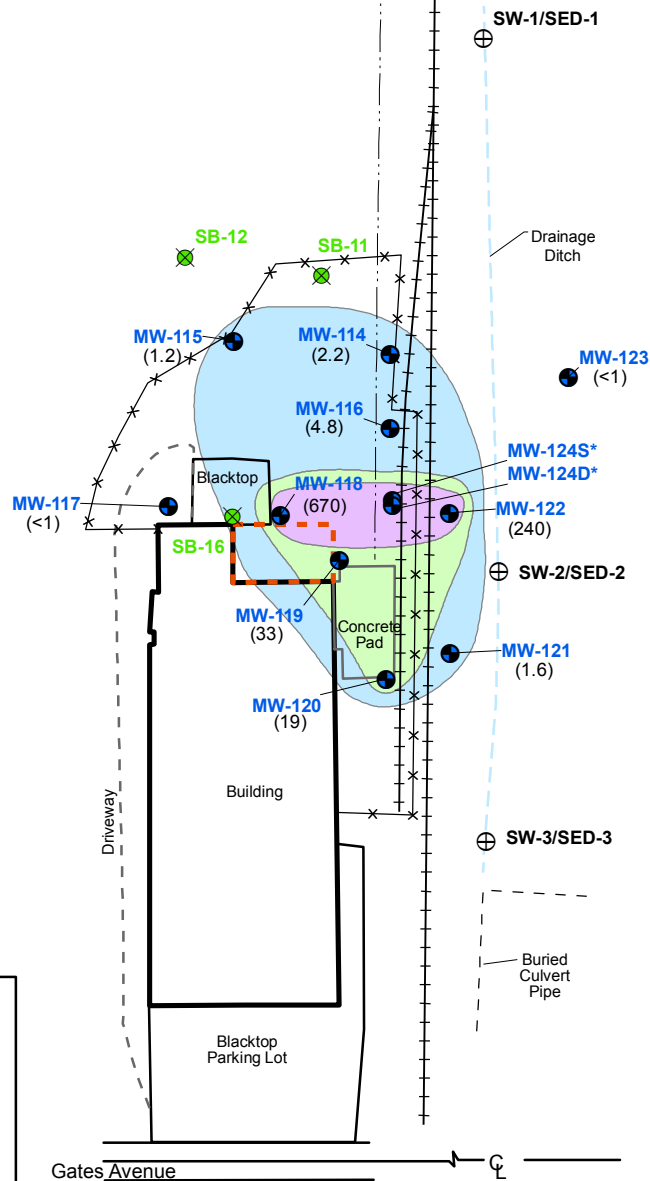 SW-1/SED-1
SB-12
SB-11
Drainage
Ditch
MW-115
(1.2)
MW-114
(2.2)
MW-123
(<1)
MW-116
(4.8)
MW-124S*
MW-124D*
Blacktop
MW-118
(670)
MW-117
(<1)
MW-122
(240)
SB-16
SW-2/SED-2
MW-119
(33)
Concrete
Pad
MW-121
(1.6)
MW-120
(19)
Building
Driveway
SW-3/SED-3
Buried
Culvert
Pipe
Blacktop
Parking Lot
Gates Avenue
℄